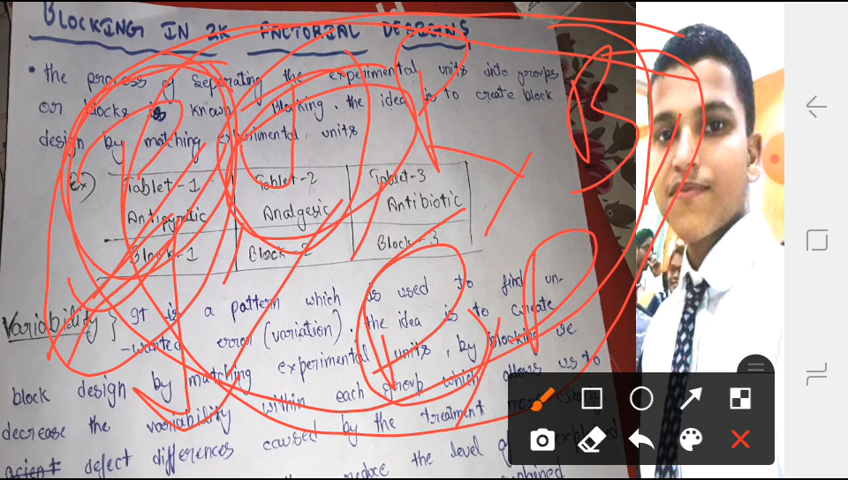 BLOCKING IN 2K FACTORIAL DESIGNS
• the process of seperating the experimental units into groups
or blocks is known blocking. the idea is to create block
design by matching experimental units
Ex) Tablet-1 Tablet-2 Tablet-3
Antipyretic Analgesic Antibiotic
Block-1 Block-2 Block-3
Variability } It is a pattern which is used to find un-
-wanted error (variation). the idea is to create
block design by matching experimental units, by blocking we
decrease the variability within each group which allows us to
defect differences caused by the treatment more
reduce the level of